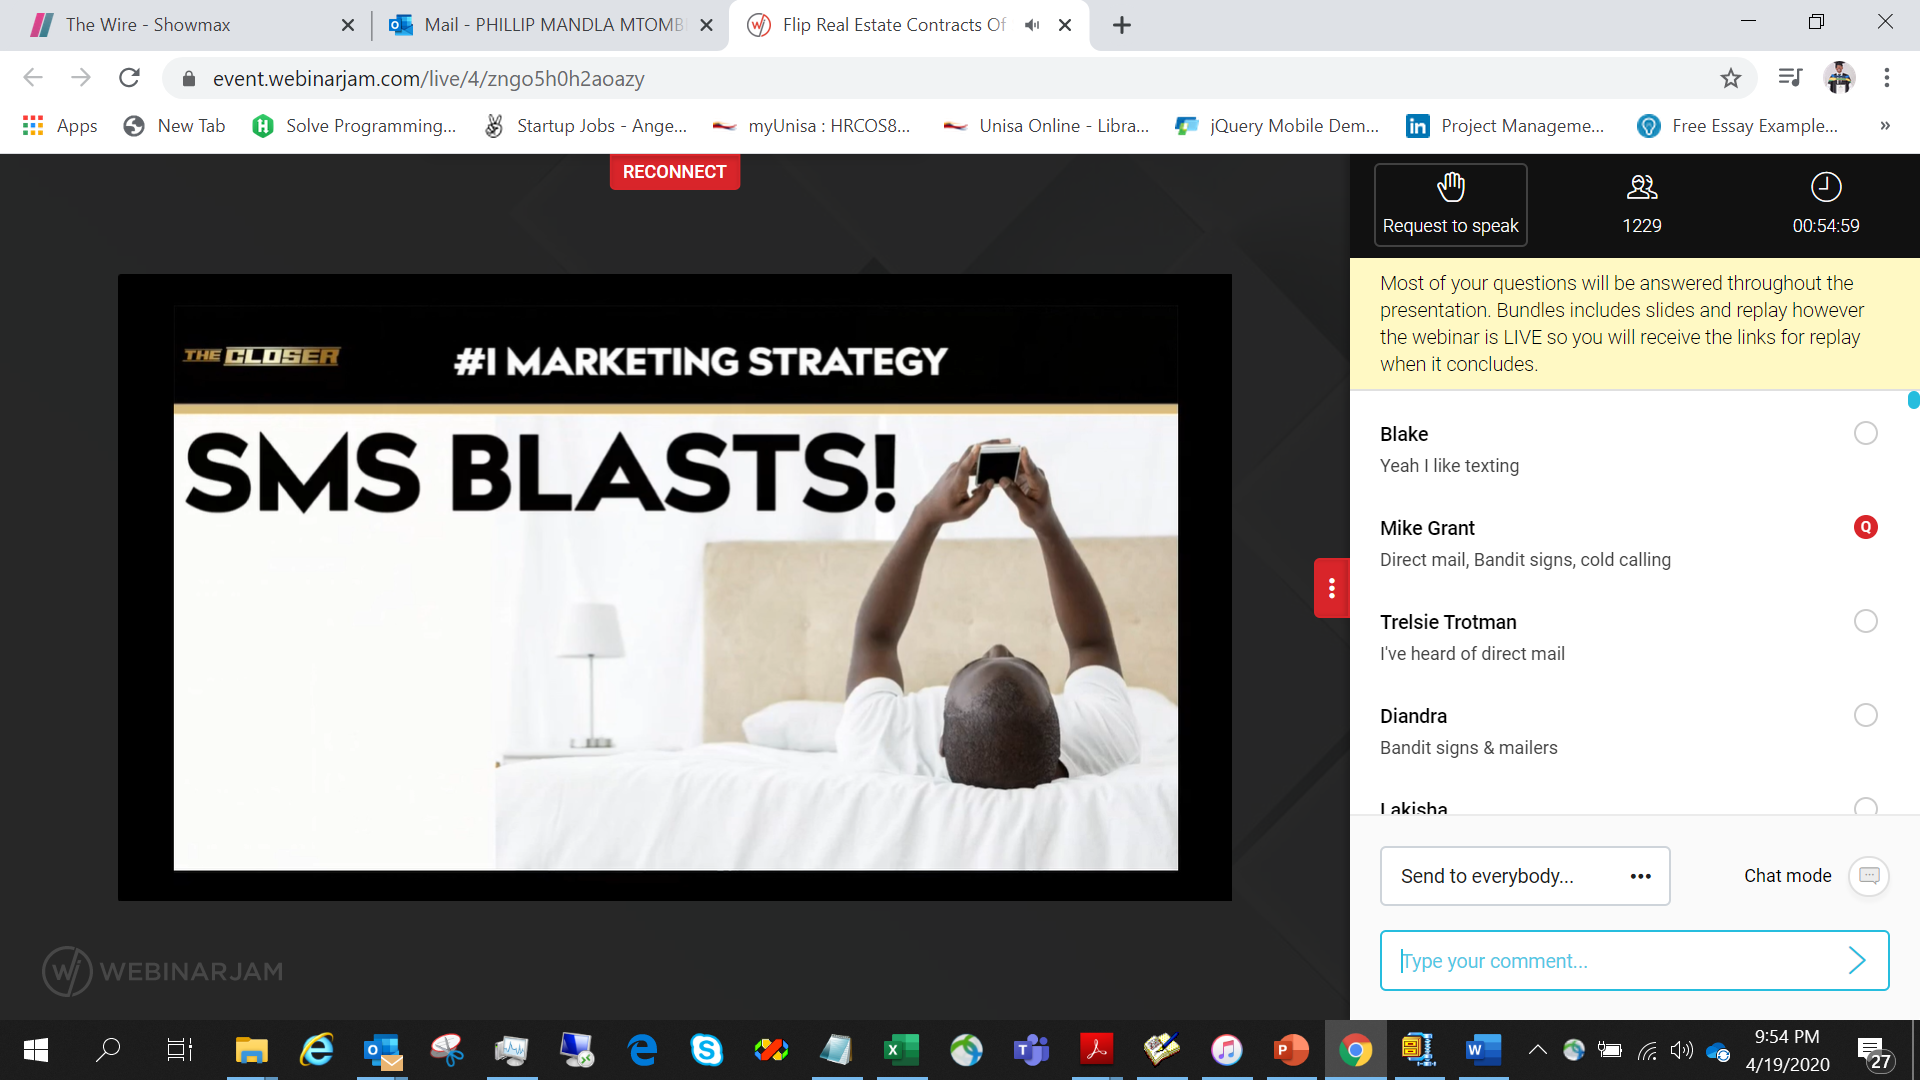 The Wire - Showmax
Mail - PHILLIP MANDLA MTOMB
Flip Real Estate Contracts Of
event.webinarjam.com/live/4/zngo5h0h2aoazy
Apps
New Tab
Solve Programming...
Startup Jobs - Ange...
myUnisa : HRCOS8...
Unisa Online - Libra...
jQuery Mobile Dem...
Project Manageme...
Free Essay Example...
»
RECONNECT
Request to speak
1229
00:54:59
THE CLOSER
#1 MARKETING STRATEGY
SMS BLASTS!
WEBINARJAM
Most of your questions will be answered throughout the
presentation. Bundles includes slides and replay however
the webinar is LIVE so you will receive the links for replay
when it concludes.
Blake
Yeah I like texting
Mike Grant
Q
Direct mail, Bandit signs, cold calling
Trelsie Trotman
I've heard of direct mail
Diandra
Bandit signs & mailers
Lakisha
Send to everybody...
Chat mode
Type your comment...
9:54 PM
4/19/2020
27